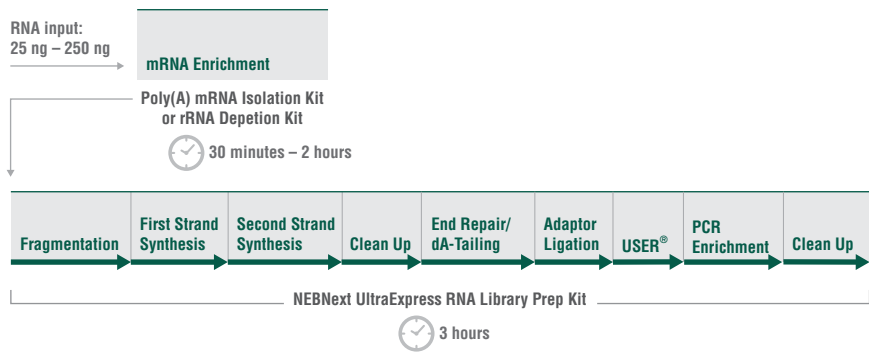 RNA input:
25 ng – 250 ng
mRNA Enrichment
Poly(A) mRNA Isolation Kit
or rRNA Depetion Kit
30 minutes – 2 hours
Fragmentation
First Strand
Synthesis
Second Strand
Synthesis
Clean Up
End Repair/
dA-Tailing
Adaptor
Ligation
USER®
PCR
Enrichment
Clean Up
NEBNext UltraExpress RNA Library Prep Kit
3 hours